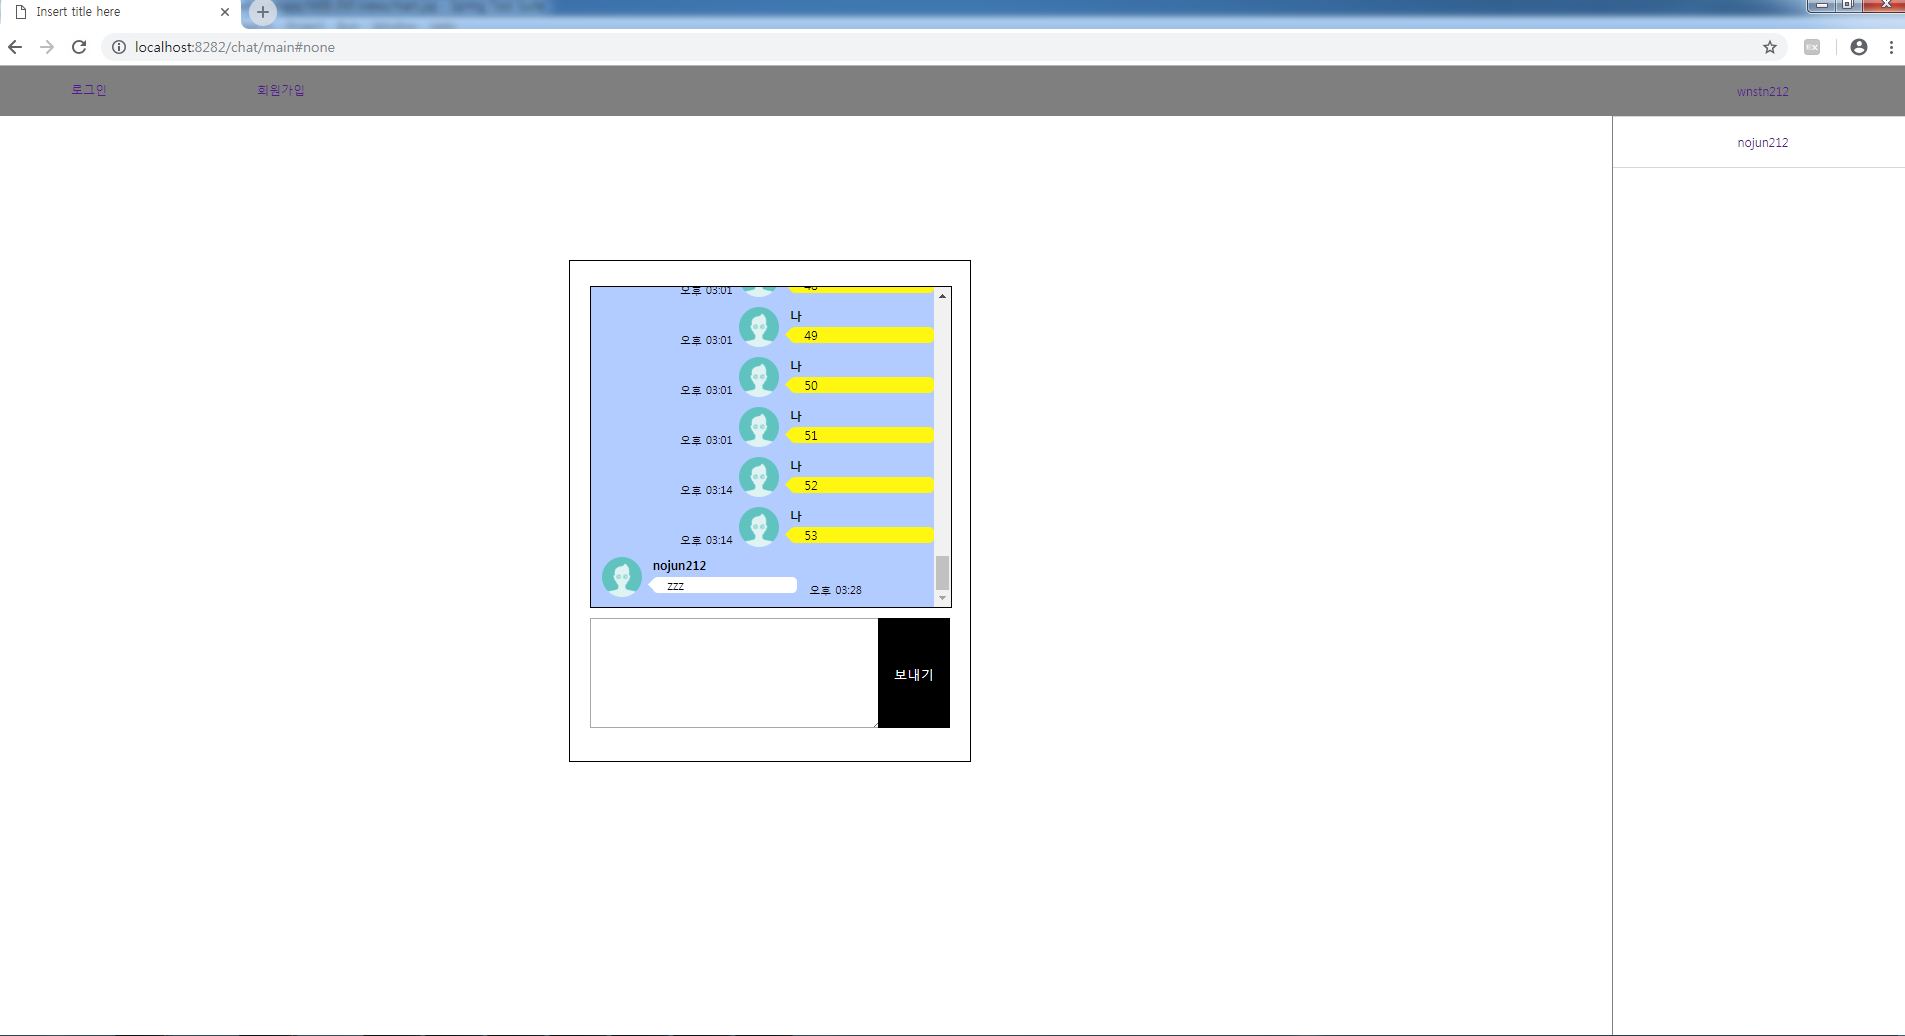 Insert title here
localhost:8282/chat/main#none
로그인 회원가입 wnstn212
nojun212
오후 03:01
나
49
오후 03:01
나
50
오후 03:01
나
51
오후 03:01
나
52
오후 03:14
나
53
오후 03:14
nojun212
zzz
오후 03:28
보내기